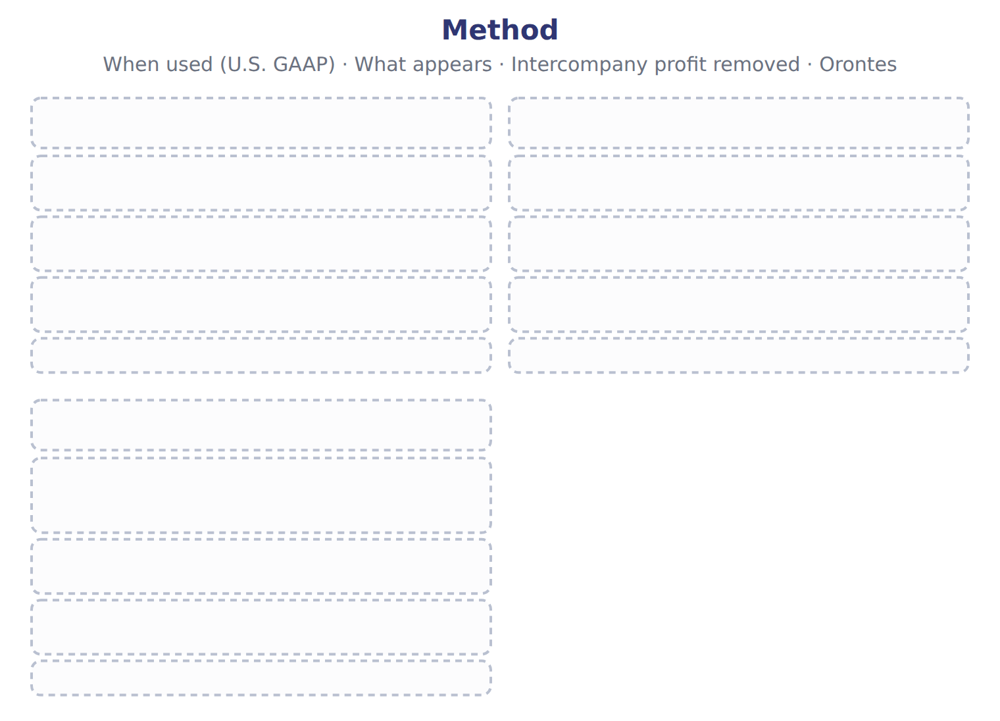 Method
When used (U.S. GAAP) · What appears · Intercompany profit removed · Orontes